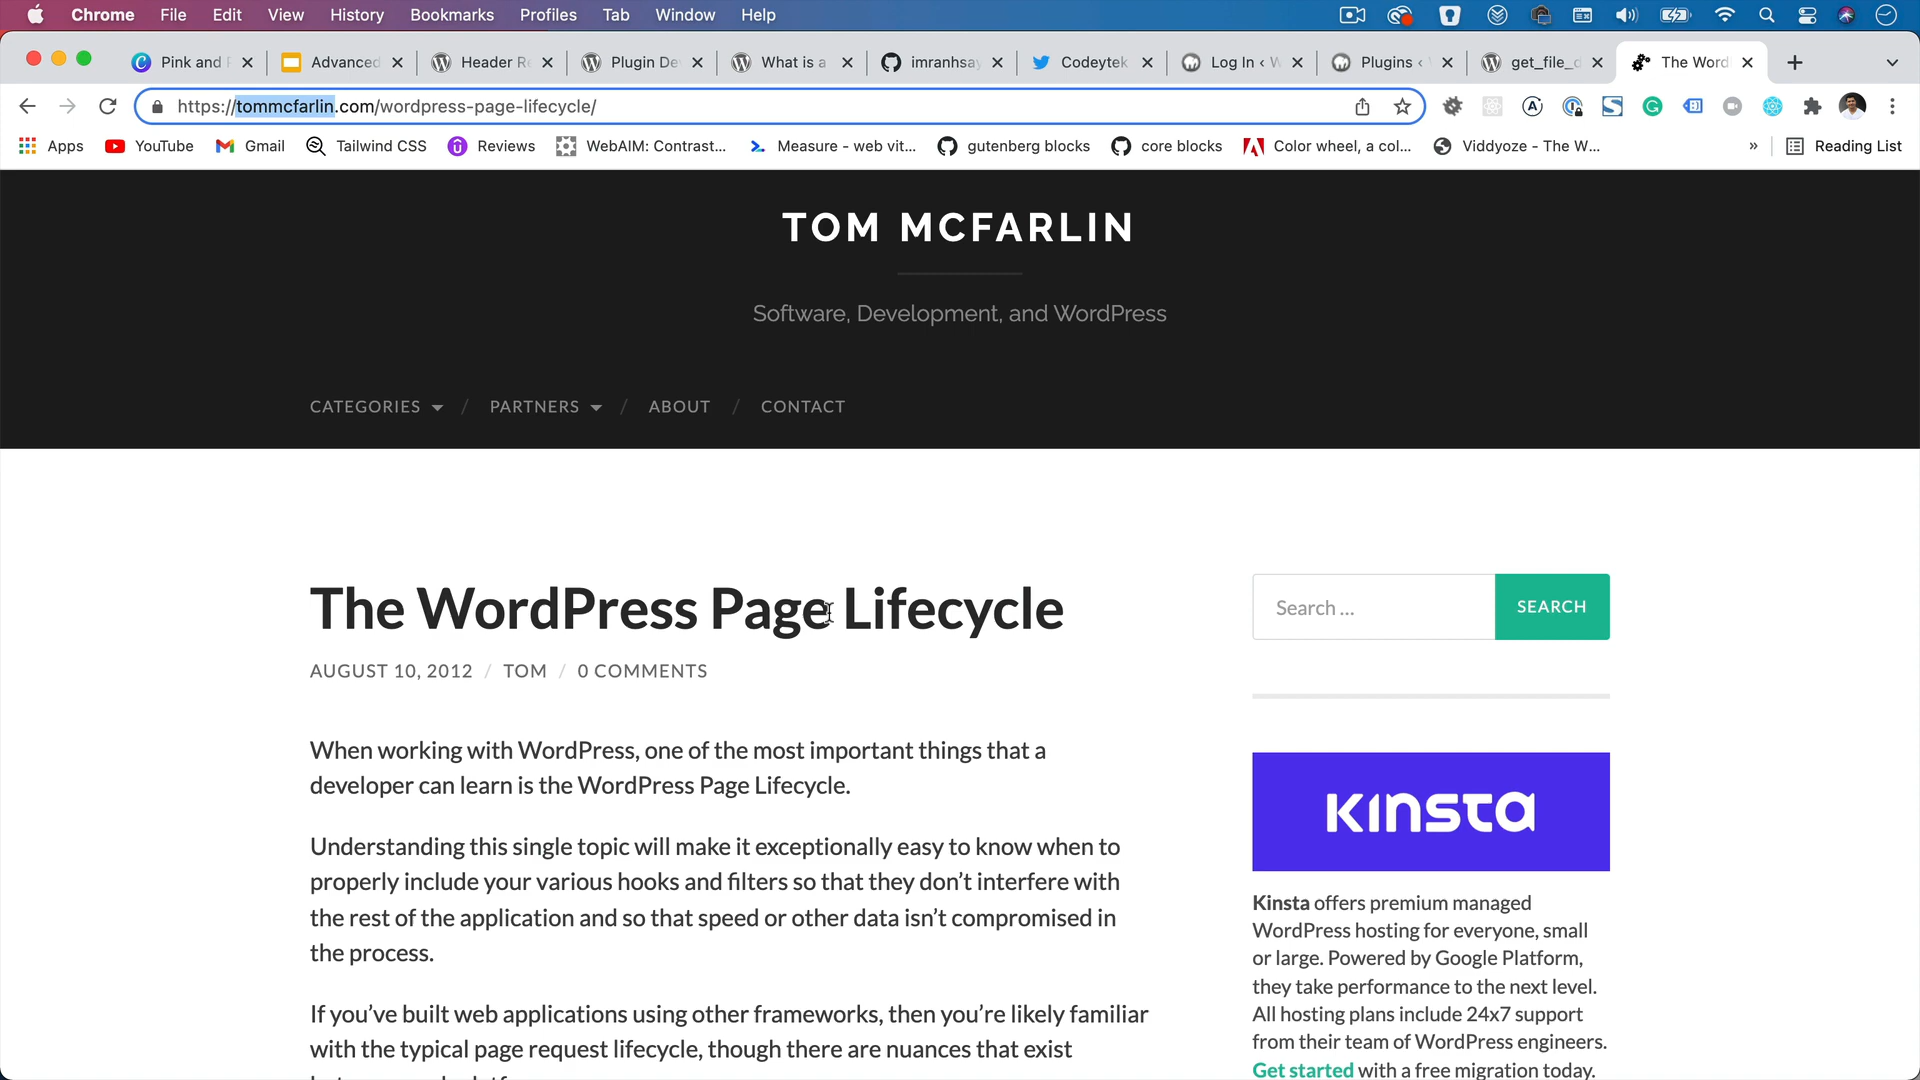 Chrome File Edit View History Bookmarks Profiles Tab Window Help
Pink and Advanced Header Re Plugin De What is a imranhsay Codeytek Log In ‹ W Plugins ‹ get_file_d The Word
https://tommcfarlin.com/wordpress-page-lifecycle/
Apps YouTube Gmail Tailwind CSS Reviews WebAIM: Contrast... Measure - web vit... gutenberg blocks core blocks Color wheel, a col... Viddyoze - The W... » Reading List
TOM MCFARLIN
Software, Development, and WordPress
CATEGORIES / PARTNERS / ABOUT / CONTACT
The WordPress Page Lifecycle
AUGUST 10, 2012 / TOM / 0 COMMENTS
When working with WordPress, one of the most important things that a
developer can learn is the WordPress Page Lifecycle.
Understanding this single topic will make it exceptionally easy to know when to
properly include your various hooks and filters so that they don’t interfere with
the rest of the application and so that speed or other data isn’t compromised in
the process.
If you’ve built web applications using other frameworks, then you’re likely familiar
with the typical page request lifecycle, though there are nuances that exist
Search ...
SEARCH
Kinsta
Kinsta offers premium managed
WordPress hosting for everyone, small
or large. Powered by Google Platform,
they take performance to the next level.
All hosting plans include 24x7 support
from their team of WordPress engineers.
Get started with a free migration today.